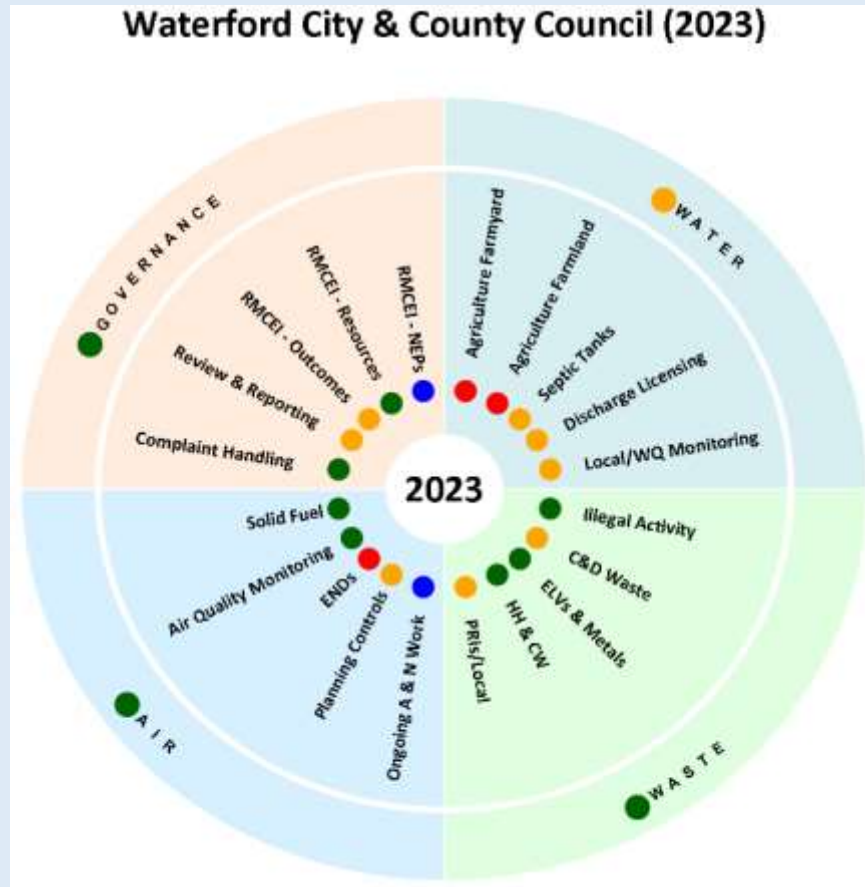 Waterford City & County Council (2023)
GOVERNANCE
RMCEI - NEPs
RMCEI - Resources
RMCEI - Outcomes
Review & Reporting
Complaint Handling
WATER
Agriculture Farmyard
Agriculture Farmland
Septic Tanks
Discharge Licensing
Local/WQ Monitoring
2023
Solid Fuel
Air Quality Monitoring
ENDs
Planning Controls
Ongoing A & N Work
AIR
Illegal Activity
C&D Waste
ELVs & Metals
HH & CW
PRIs/Local
WASTE